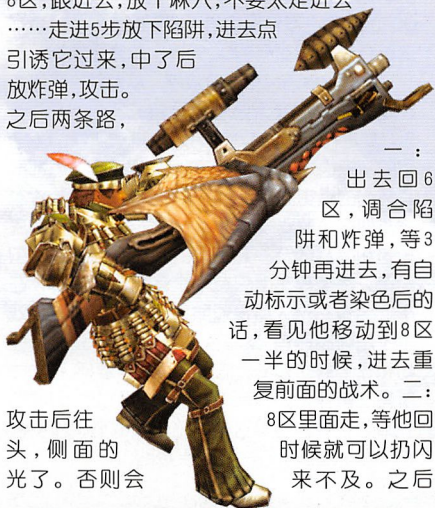 8区,跟进去,放个麻穴,不要太走进去
……走进5步放下陷阱,进去点
引诱它过来,中了后
放炸弹,攻击。
之后两条路,
一:
出去回6
区,调合陷
阱和炸弹,等3
分钟再进去,有自
动标示或者染色后的
话,看见他移动到8区
一半的时候,进去重
复前面的战术。二:
攻击后往8区里面走,等他回
头,侧面的时候就可以扔闪
光了。否则会来不及。之后